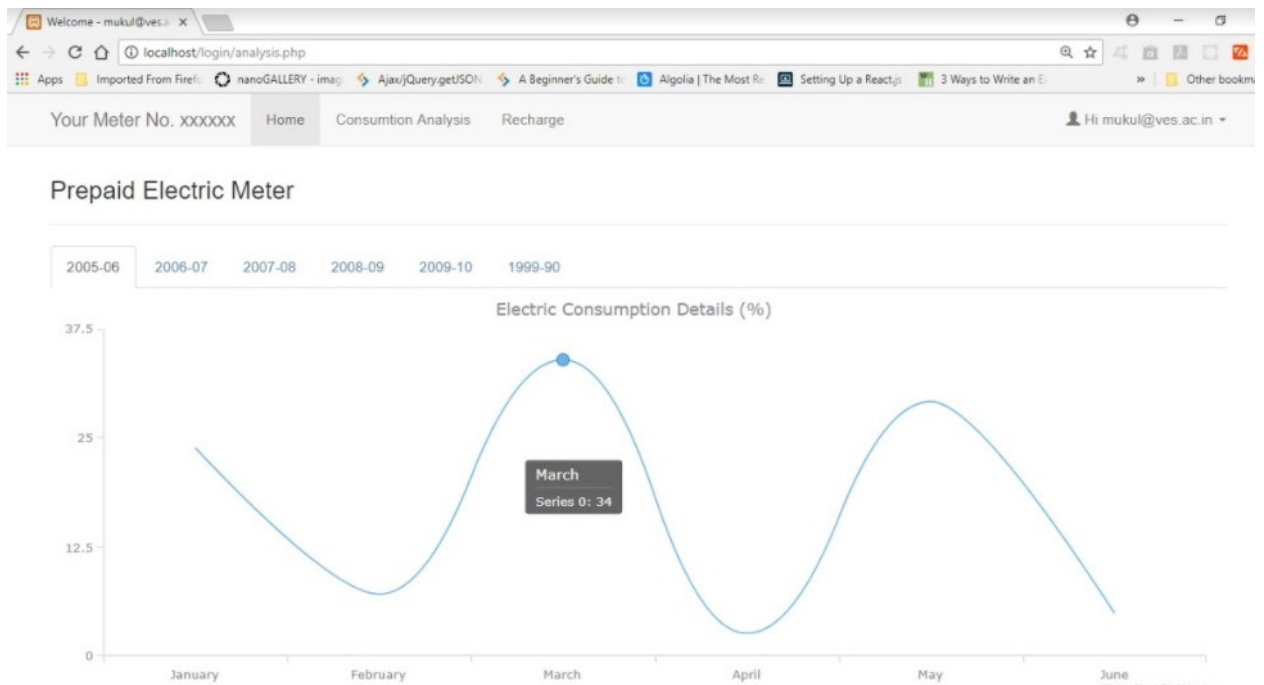 Welcome - mukul@ves.a
localhost/login/analysis.php
Apps Imported From Firefo nanoGALLERY - imag Ajax/jQuery.getJSON A Beginner's Guide to Algolia | The Most Re Setting Up a React.js 3 Ways to Write an E » Other bookma
Your Meter No. xxxxxx Home Consumtion Analysis Recharge Hi mukul@ves.ac.in
Prepaid Electric Meter
2005-06 2006-07 2007-08 2008-09 2009-10 1999-90
Electric Consumption Details (%)
37.5
25
March
Series 0: 34
12.5
0
January February March April May June